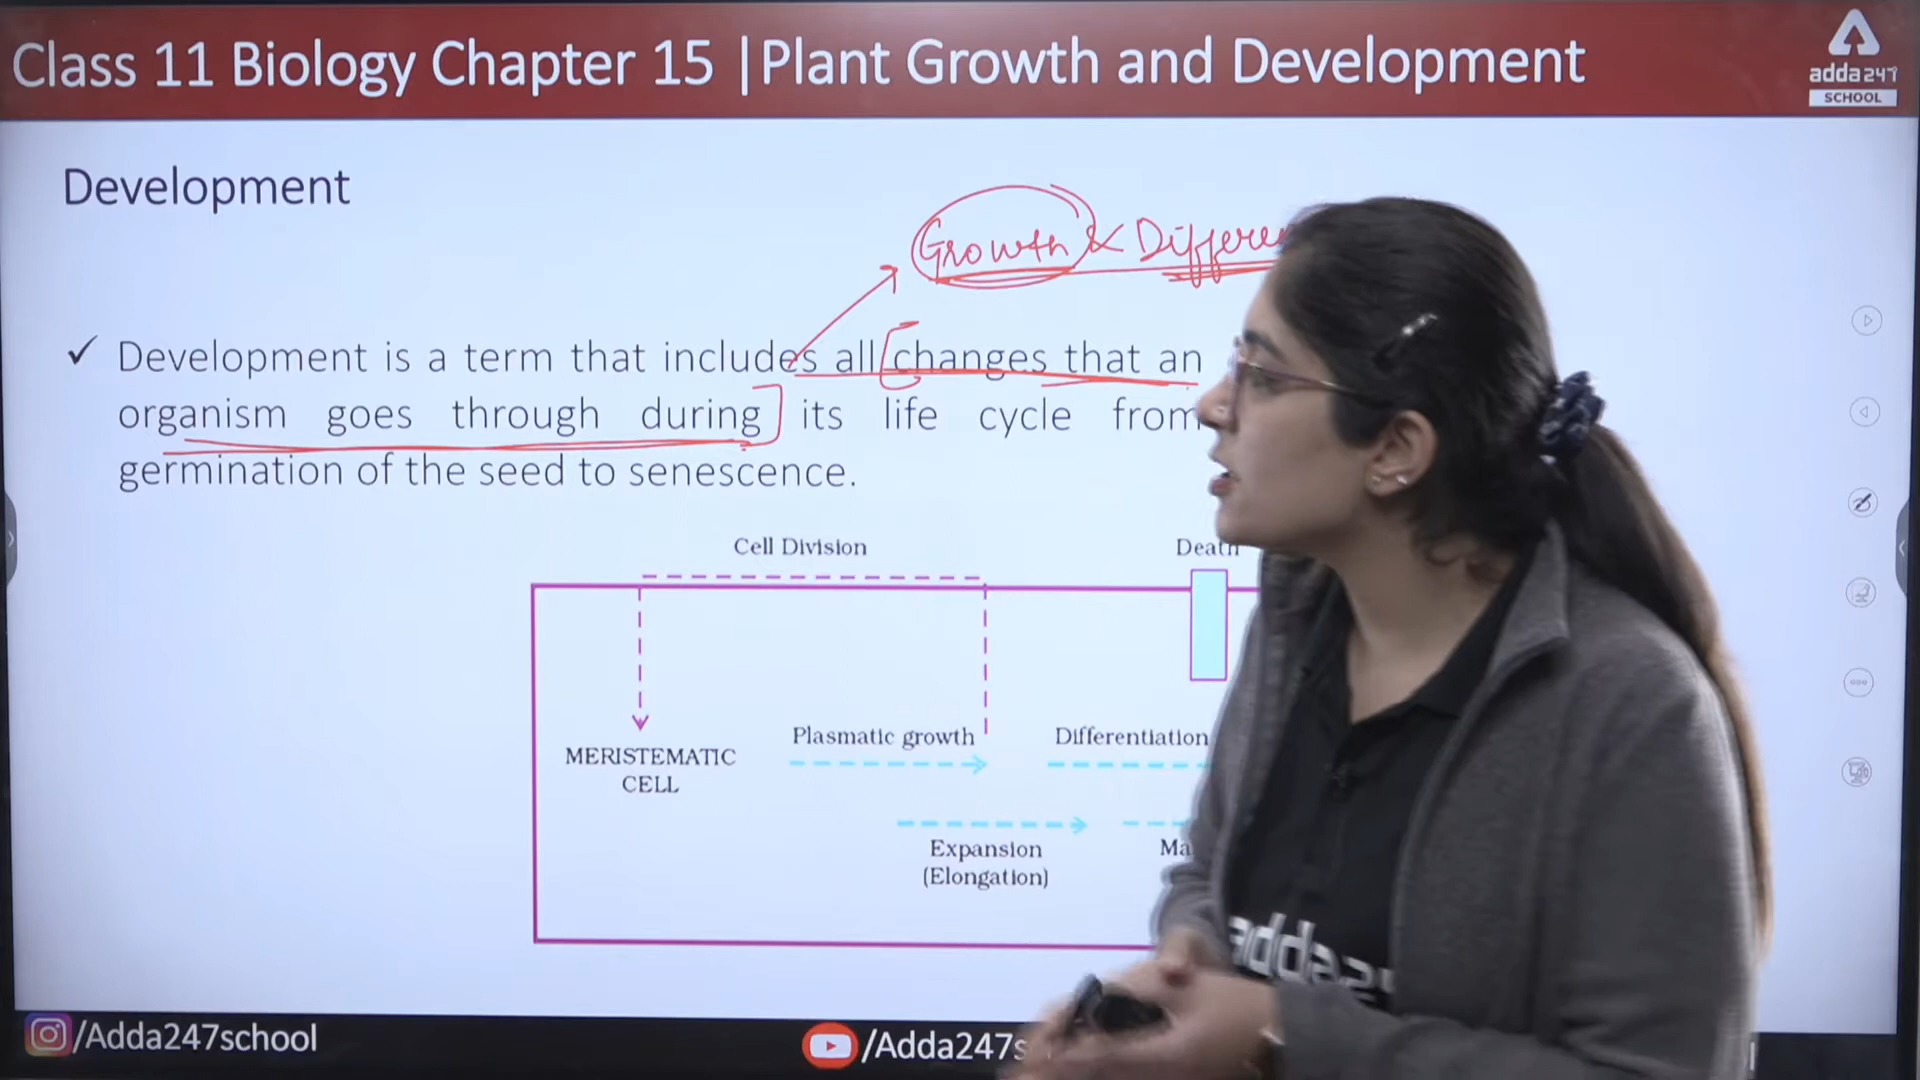 Class 11 Biology Chapter 15 | Plant Growth and Development
adda247
SCHOOL
Development
Growth &
✓ Development is a term that includes all changes that an
organism goes through during its life cycle from
germination of the seed to senescence.
Cell Division
Death
Plasmatic growth
Differentiation
MERISTEMATIC
CELL
Expansion
(Elongation)
/Adda247school